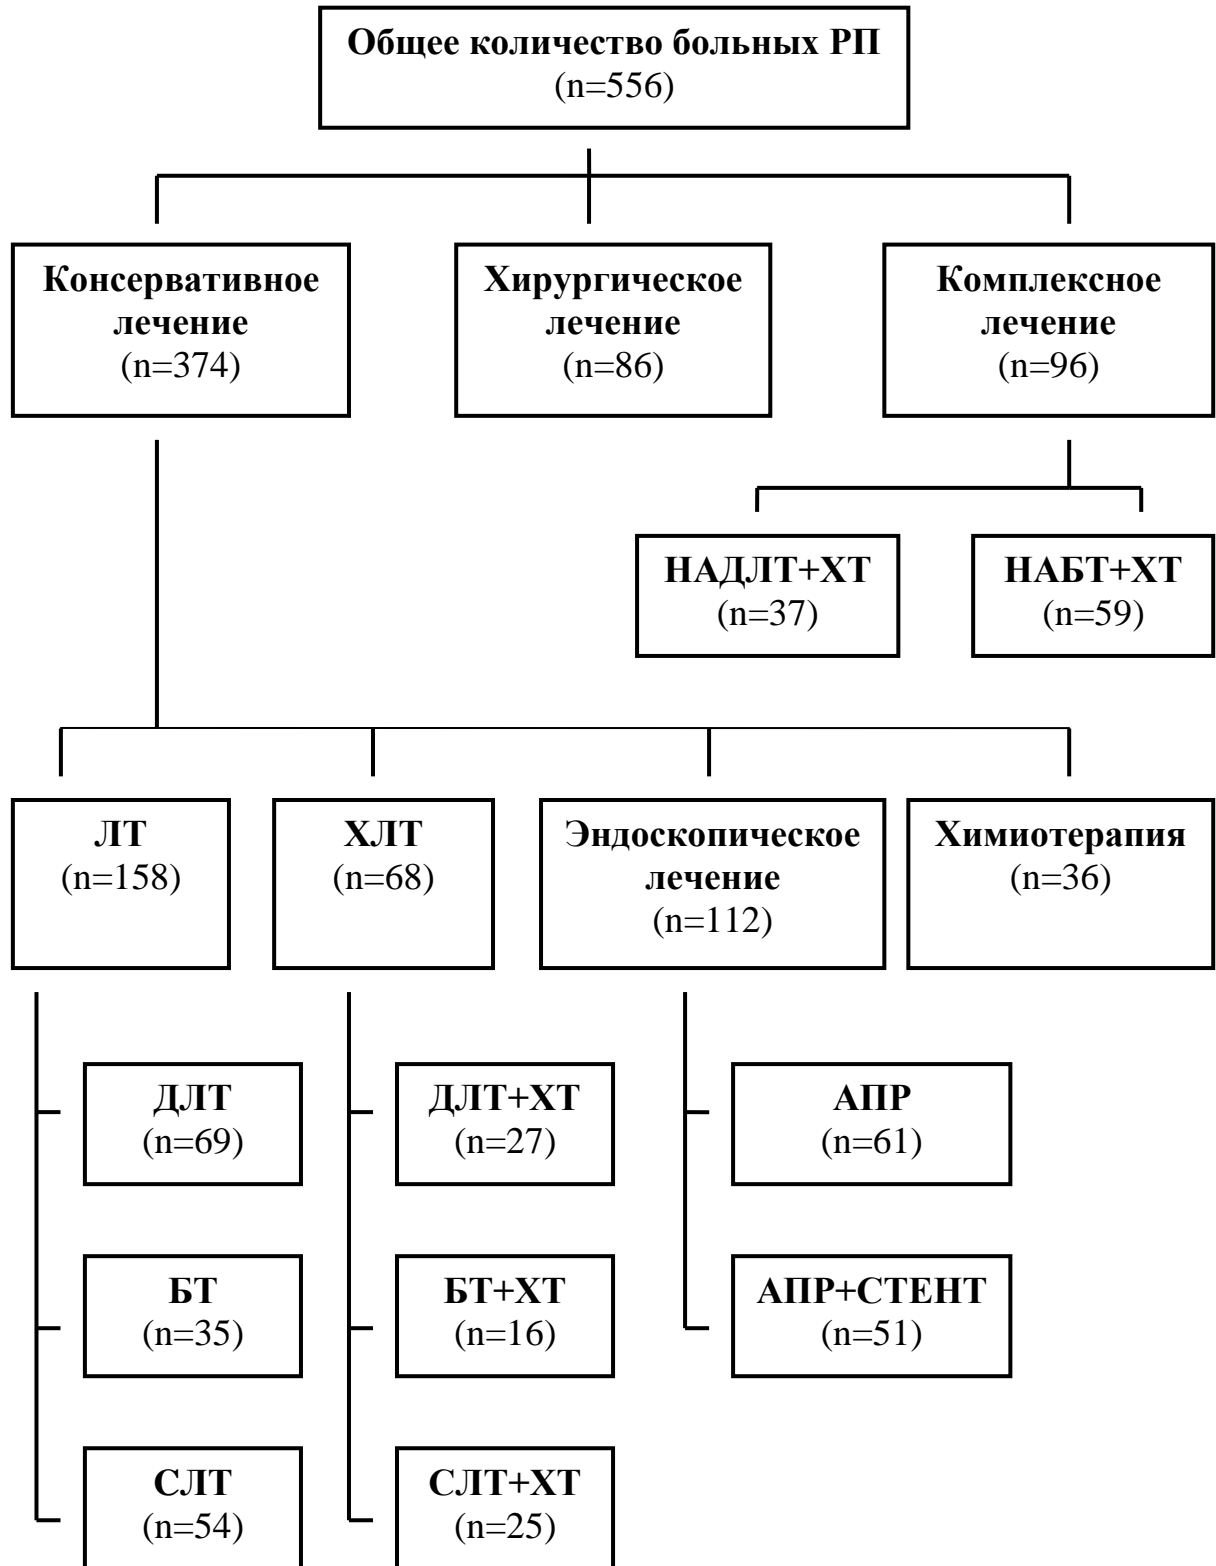 Общее количество больных РП
(n=556)
Консервативное
лечение
(n=374)
Хирургическое
лечение
(n=86)
Комплексное
лечение
(n=96)
НАДЛТ+ХТ
(n=37)
НАБТ+ХТ
(n=59)
ЛТ
(n=158)
ХЛТ
(n=68)
Эндоскопическое
лечение
(n=112)
Химиотерапия
(n=36)
ДЛТ
(n=69)
ДЛТ+ХТ
(n=27)
АПР
(n=61)
БТ
(n=35)
БТ+ХТ
(n=16)
АПР+СТЕНТ
(n=51)
СЛТ
(n=54)
СЛТ+ХТ
(n=25)